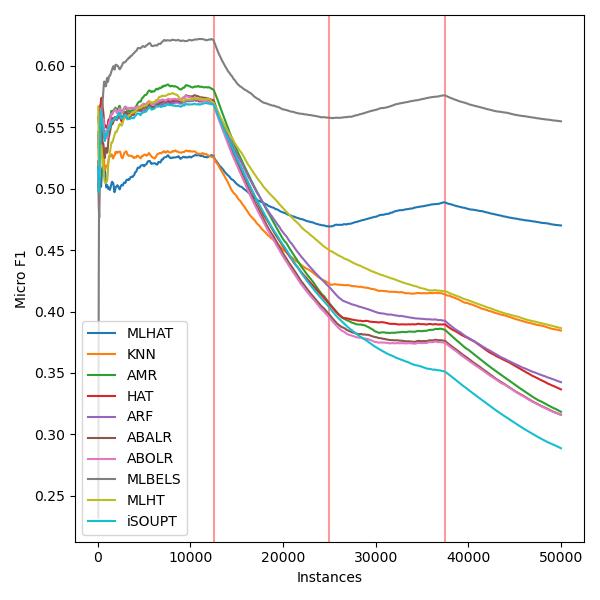 Micro F1
0.60
0.55
0.50
0.45
0.40
0.35
0.30
0.25
MLHAT
KNN
AMR
HAT
ARF
ABALR
ABOLR
MLBELS
MLHT
iSOUPT
0 10000 20000 30000 40000 50000
Instances